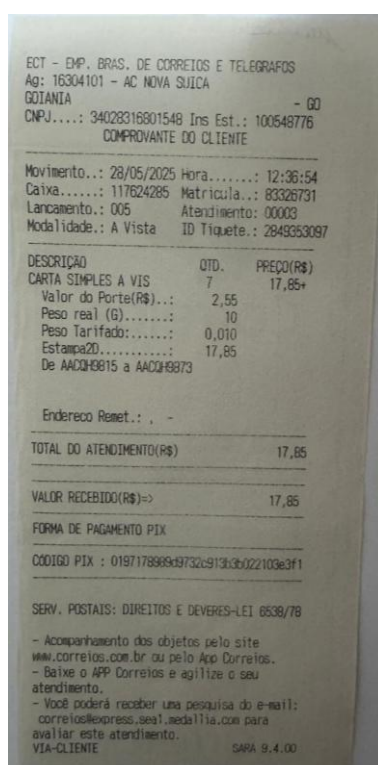 ECT - EMP. BRAS. DE CORREIOS E TELEGRAFOS
Ag: 16304101 - AC NOVA SUICA
GOIANIA - GO
CNPJ....: 34028316801548 Ins Est.: 100548776
COMPROVANTE DO CLIENTE
Movimento..: 28/05/2025 Hora.......: 12:36:54
Caixa......: 117624285 Matricula..: 83326731
Lancamento.: 005 Atendimento: 00003
Modalidade.: A Vista ID Tiquete.: 2849353097
DESCRIÇÃO QTD. PREÇO(R$)
CARTA SIMPLES A VIS 7 17,85+
Valor do Porte(R$)..: 2,55
Peso real (G).......: 10
Peso Tarifado:......: 0,010
Estampa2D...........: 17,85
De AACQH9815 a AACQH9873
Endereco Remet.: , -
TOTAL DO ATENDIMENTO(R$) 17,85
VALOR RECEBIDO(R$)=> 17,85
FORMA DE PAGAMENTO PIX
CODIGO PIX :
SERV. POSTAIS: DIREITOS E DEVERES-LEI 6538/78
- Acompanhamento dos objetos pelo site
www.correios.com.br ou pelo App Correios.
- Baixe o APP Correios e agilize o seu
atendimento.
- Você poderá receber uma pesquisa do e-mail:
correios@express.sea1.medallia.com para
avaliar este atendimento.
VIA-CLIENTE SARA 9.4.00